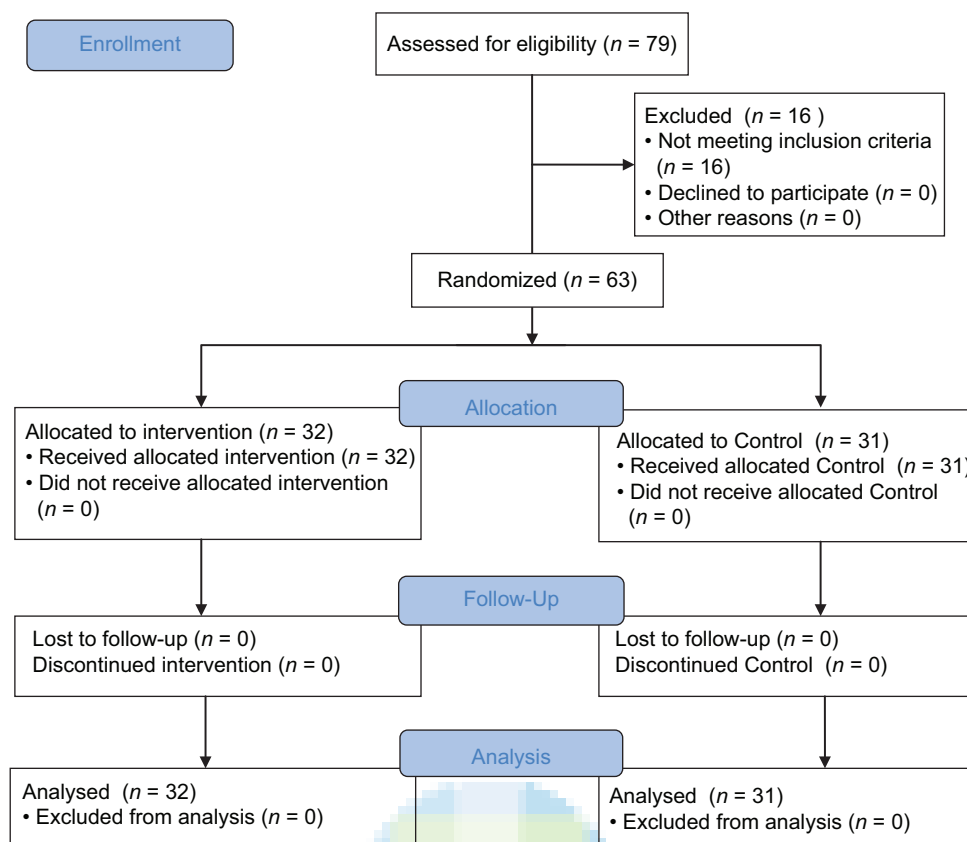 Enrollment
Assessed for eligibility (n = 79)
Excluded (n = 16 )
• Not meeting inclusion criteria
(n = 16)
• Declined to participate (n = 0)
• Other reasons (n = 0)
Randomized (n = 63)
Allocation
Allocated to intervention (n = 32)
• Received allocated intervention (n = 32)
• Did not receive allocated intervention
(n = 0)
Allocated to Control (n = 31)
• Received allocated Control (n = 31)
• Did not receive allocated Control
(n = 0)
Follow-Up
Lost to follow-up (n = 0)
Discontinued intervention (n = 0)
Lost to follow-up (n = 0)
Discontinued Control (n = 0)
Analysis
Analysed (n = 32)
• Excluded from analysis (n = 0)
Analysed (n = 31)
• Excluded from analysis (n = 0)